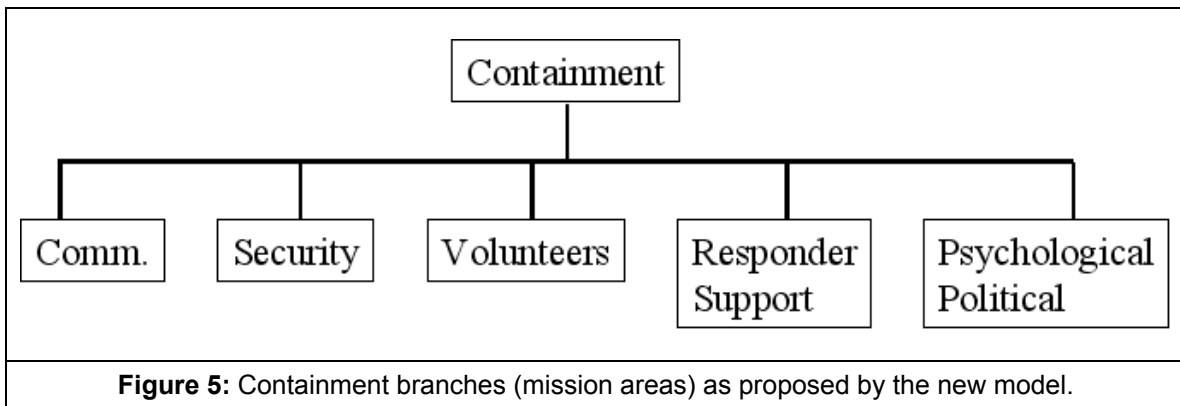 Containment
Comm.
Security
Volunteers
Responder
Support
Psychological
Political
Figure 5: Containment branches (mission areas) as proposed by the new model.